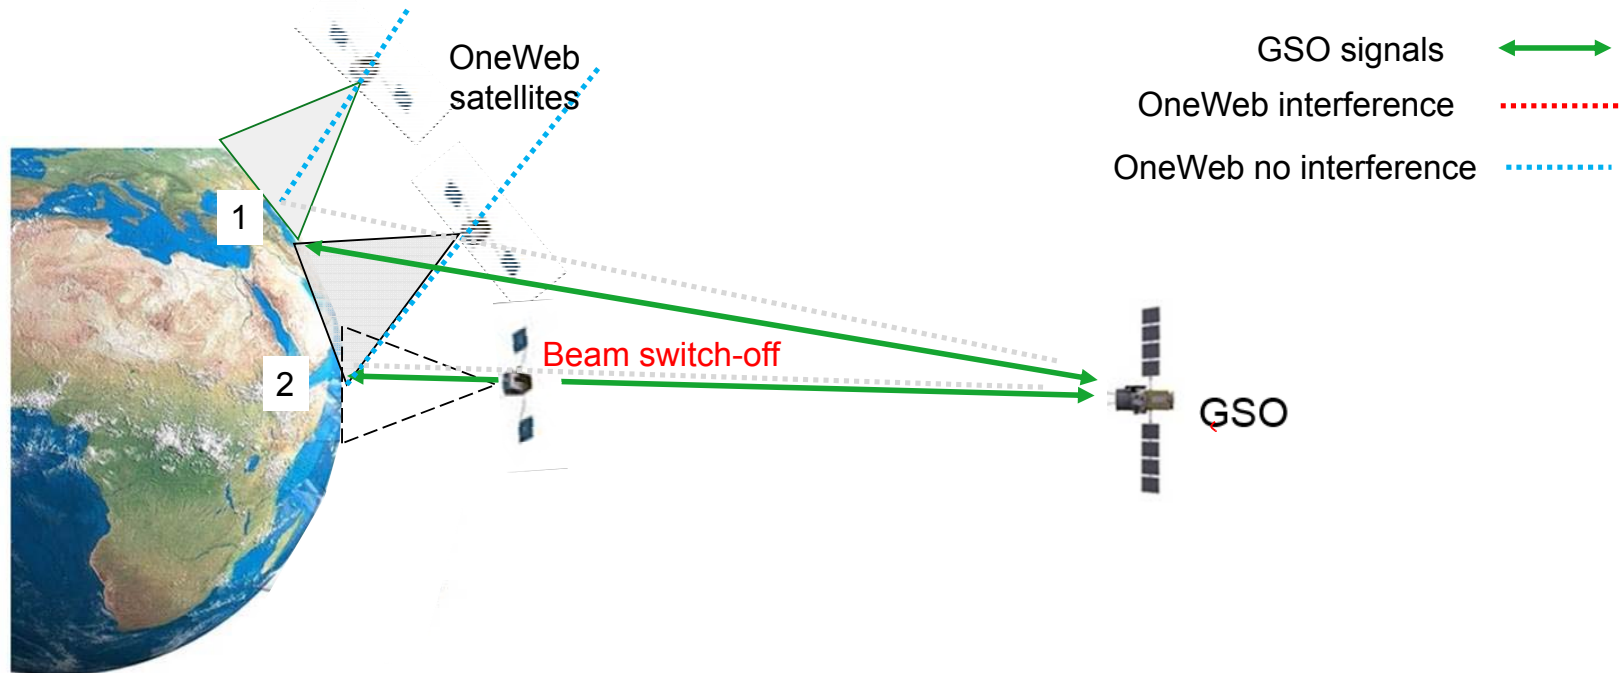 OneWeb
satellites
GSO signals
OneWeb interference
OneWeb no interference
1
2
Beam switch-off
GSO